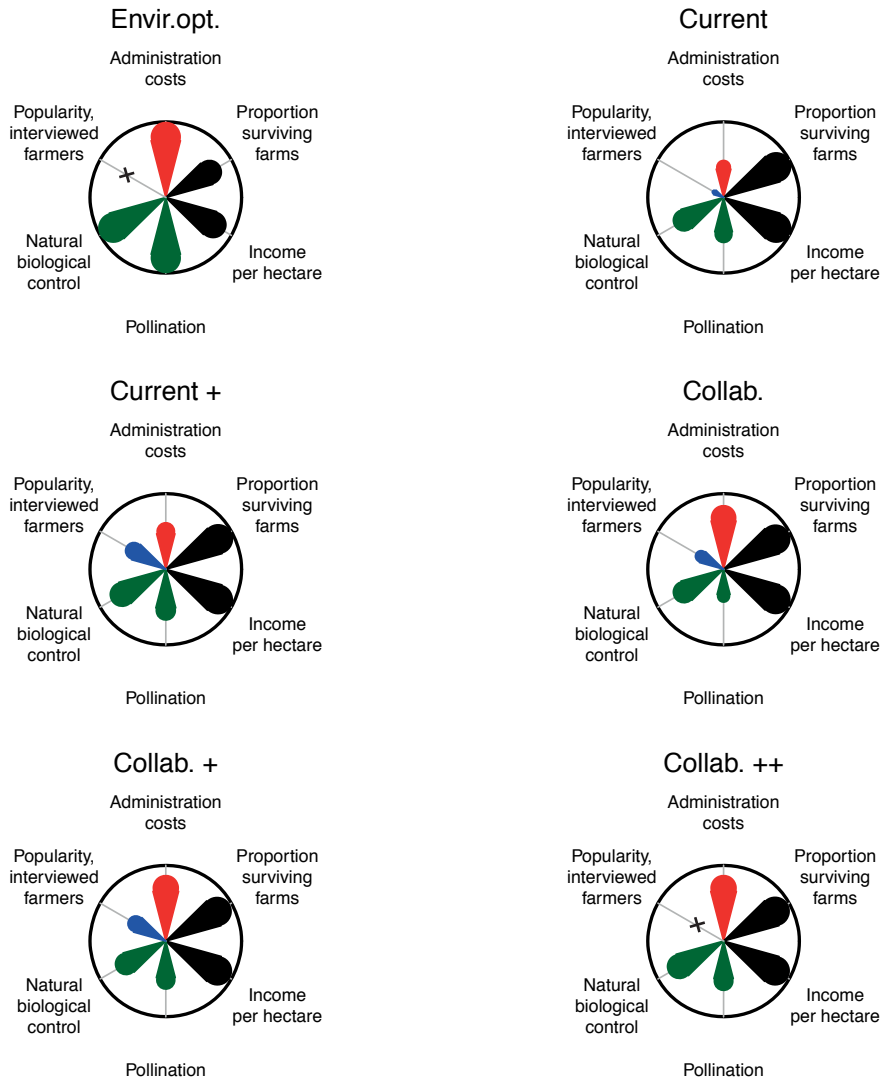 Envir.opt.
Administration
costs
Popularity,
interviewed
farmers
Proportion
surviving
farms
Natural
biological
control
Income
per hectare
Pollination
Current
Administration
costs
Popularity,
interviewed
farmers
Proportion
surviving
farms
Natural
biological
control
Income
per hectare
Pollination
Current +
Administration
costs
Popularity,
interviewed
farmers
Proportion
surviving
farms
Natural
biological
control
Income
per hectare
Pollination
Collab.
Administration
costs
Popularity,
interviewed
farmers
Proportion
surviving
farms
Natural
biological
control
Income
per hectare
Pollination
Collab. +
Administration
costs
Popularity,
interviewed
farmers
Proportion
surviving
farms
Natural
biological
control
Income
per hectare
Pollination
Collab. ++
Administration
costs
Popularity,
interviewed
farmers
Proportion
surviving
farms
Natural
biological
control
Income
per hectare
Pollination